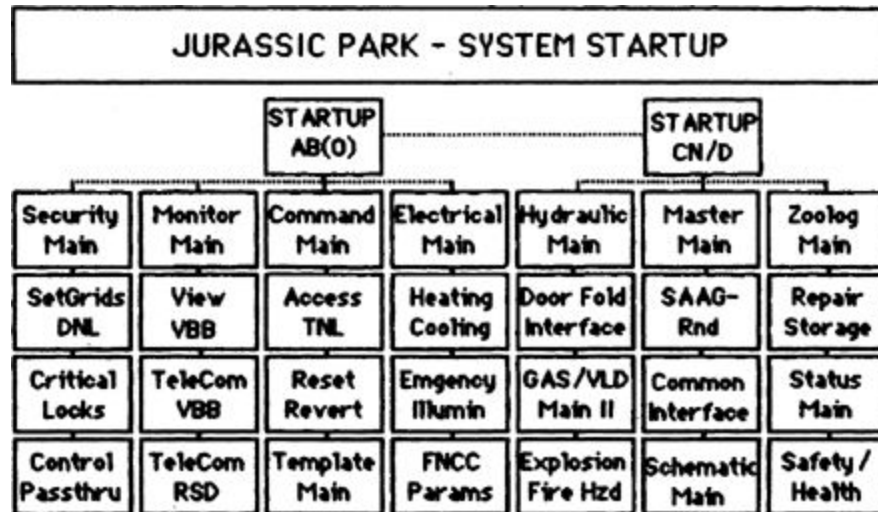 JURASSIC PARK - SYSTEM STARTUP
STARTUP
AB(0)
STARTUP
CN/D
Security
Main
Monitor
Main
Command
Main
Electrical
Main
Hydraulic
Main
Master
Main
Zoolog
Main
SetGrids
DNL
View
VBB
Access
TNL
Heating
Cooling
Door Fold
Interface
SAAG-
Rnd
Repair
Storage
Critical
Locks
TeleCom
VBB
Reset
Revert
Emgency
Illumin
GAS/VLD
Main II
Common
Interface
Status
Main
Control
Passthru
TeleCom
RSD
Template
Main
FNCC
Params
Explosion
Fire Hzd
Schematic
Main
Safety/
Health